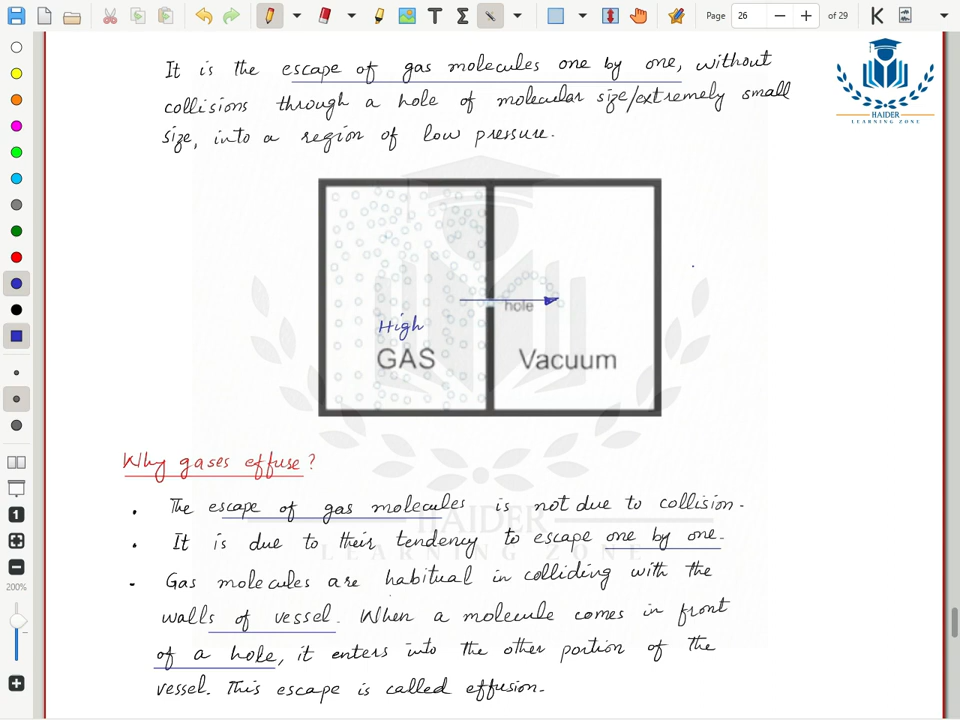 Page 26 of 29
It is the escape of gas molecules one by one, without
collisions through a hole of molecular size/extremely small
size, into a region of low pressure.
HAIDER
LEARNING ZONE
hole
High
GAS
Vacuum
Why gases effuse?
. The escape of gas molecules is not due to collision.
HAIDER
. It is due to their tendency to escape one by one.
LEARNING ZONE
. Gas molecules are habitual in colliding with the
walls of vessel. When a molecule comes in front
of a hole, it enters into the other portion of the
vessel. This escape is called effusion.
1
200%